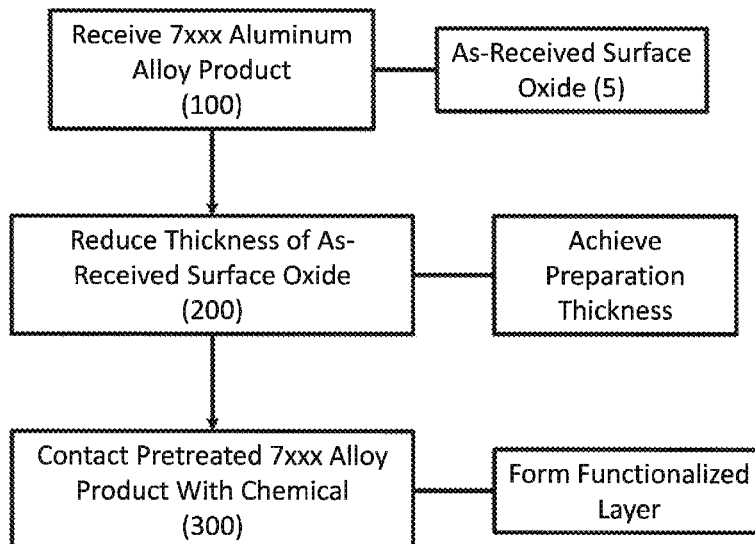 Receive 7xxx Aluminum
Alloy Product
(100)
As-Received Surface
Oxide (5)
Reduce Thickness of As-
Received Surface Oxide
(200)
Achieve
Preparation
Thickness
Contact Pretreated 7xxx Alloy
Product With Chemical
(300)
Form Functionalized
Layer